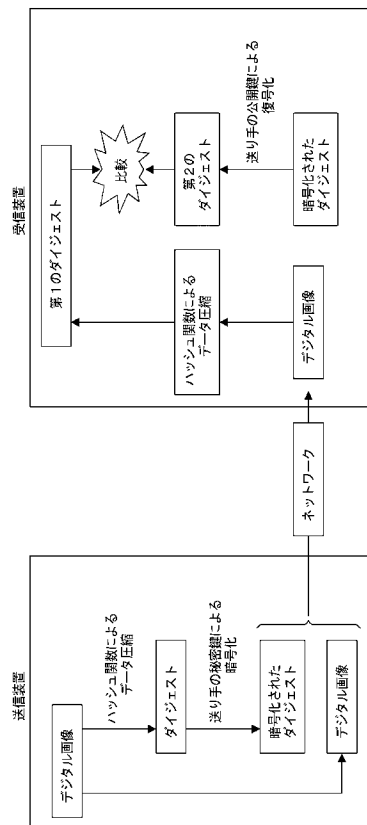 送信装置
デジタル画像
ハッシュ関数による
データ圧縮
ダイジェスト
送り手の秘密鍵による
暗号化
暗号化された
ダイジェスト
デジタル画像
ネットワーク
受信装置
第1のダイジェスト
比較
ハッシュ関数による
データ圧縮
第2の
ダイジェスト
送り手の公開鍵による
復号化
デジタル画像
暗号化された
ダイジェスト